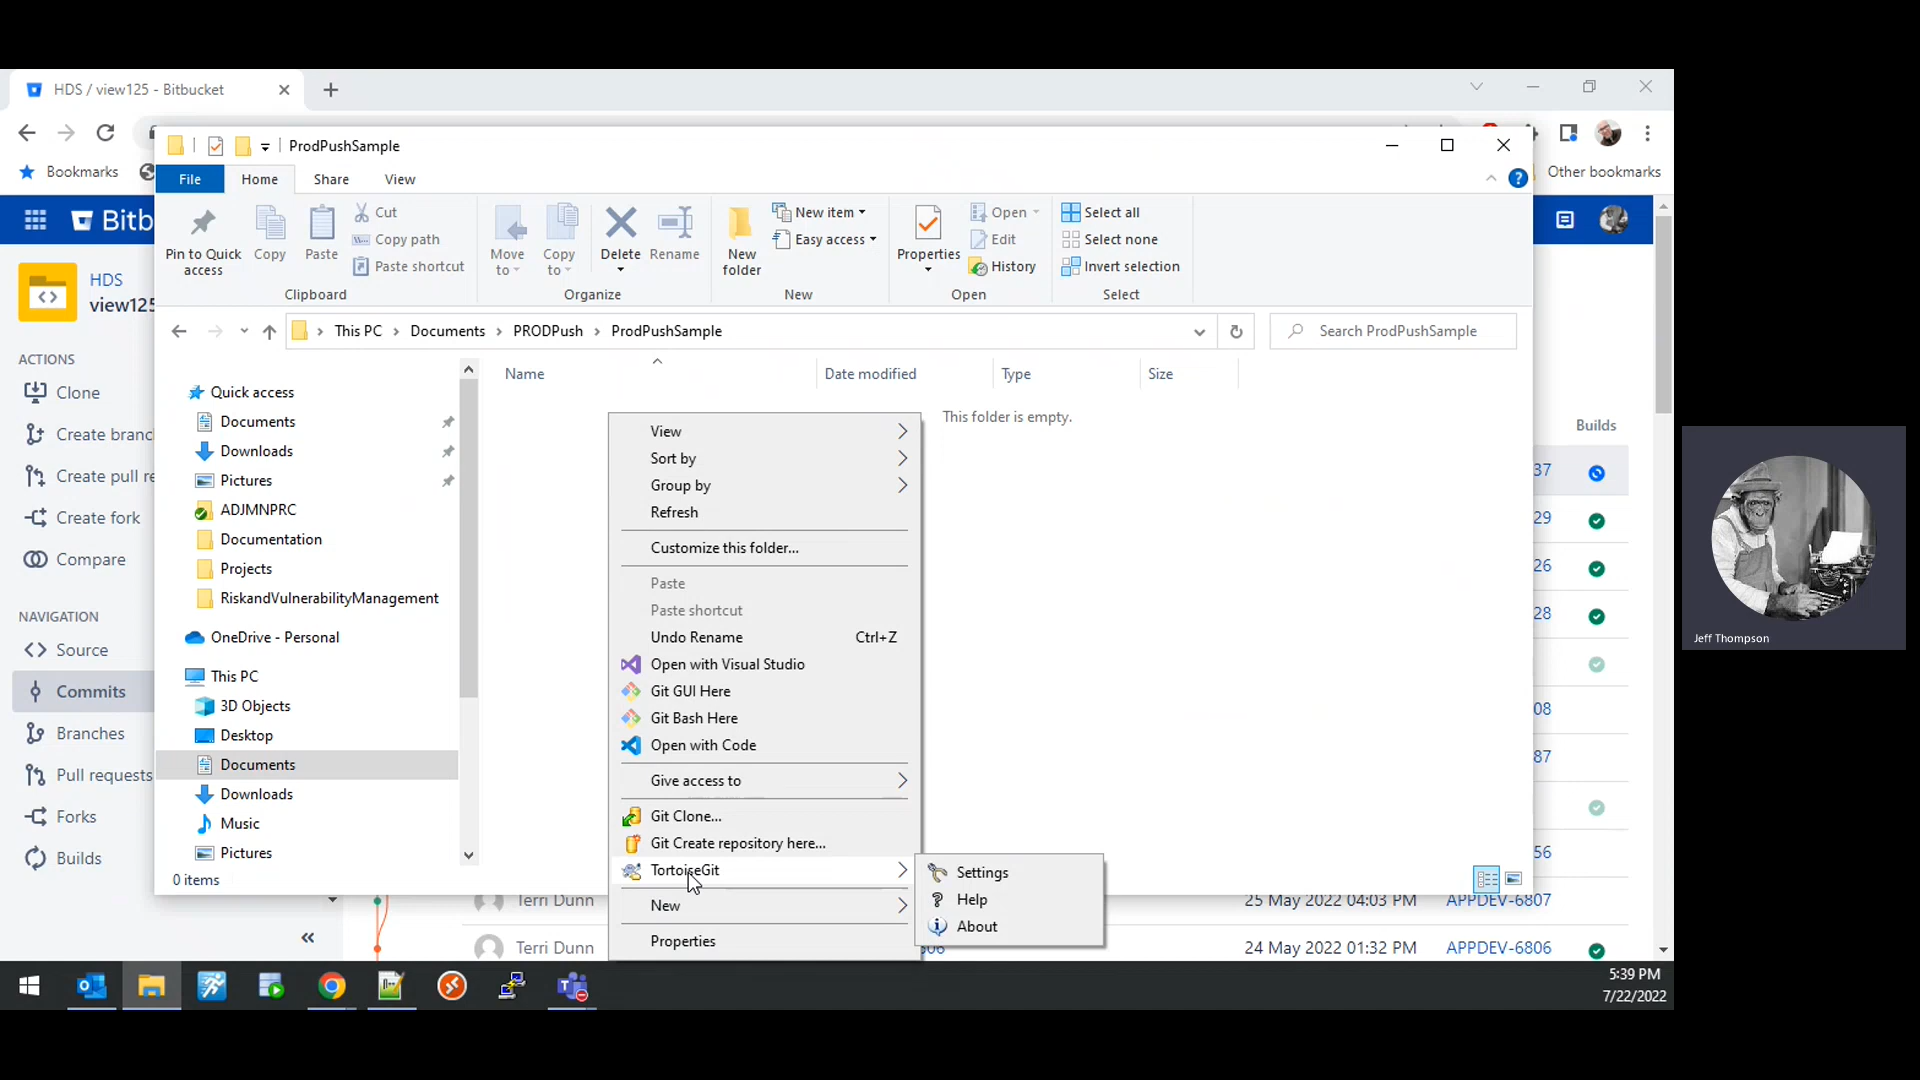 HDS / view125 - Bitbucket
Bookmarks
Other bookmarks
ProdPushSample
File
Home
Share
View
Pin to Quick access
Copy
Paste
Cut
Copy path
Paste shortcut
Clipboard
Move to
Copy to
Delete
Rename
Organize
New folder
New item
Easy access
New
Properties
Open
Edit
History
Open
Select all
Select none
Invert selection
Select
This PC
Documents
PRODPush
ProdPushSample
Search ProdPushSample
Name
Date modified
Type
Size
This folder is empty.
Quick access
Documents
Downloads
Pictures
ADJMNPRC
Documentation
Projects
RiskandVulnerabilityManagement
OneDrive - Personal
This PC
3D Objects
Desktop
Documents
Downloads
Music
Pictures
0 items
View
Sort by
Group by
Refresh
Customize this folder...
Paste
Paste shortcut
Undo Rename Ctrl+Z
Open with Visual Studio
Git GUI Here
Git Bash Here
Open with Code
Give access to
Git Clone...
Git Create repository here...
TortoiseGit
New
Properties
Settings
Help
About
Bitb
HDS
view125
ACTIONS
Clone
Create branc
Create pull re
Create fork
Compare
NAVIGATION
Source
Commits
Branches
Pull requests
Forks
Builds
Builds
37
29
26
28
08
87
56
Terri Dunn
25 May 2022 04:03 PM
APPDEV-6807
Terri Dunn
24 May 2022 01:32 PM
APPDEV-6806
5:39 PM
7/22/2022
Jeff Thompson